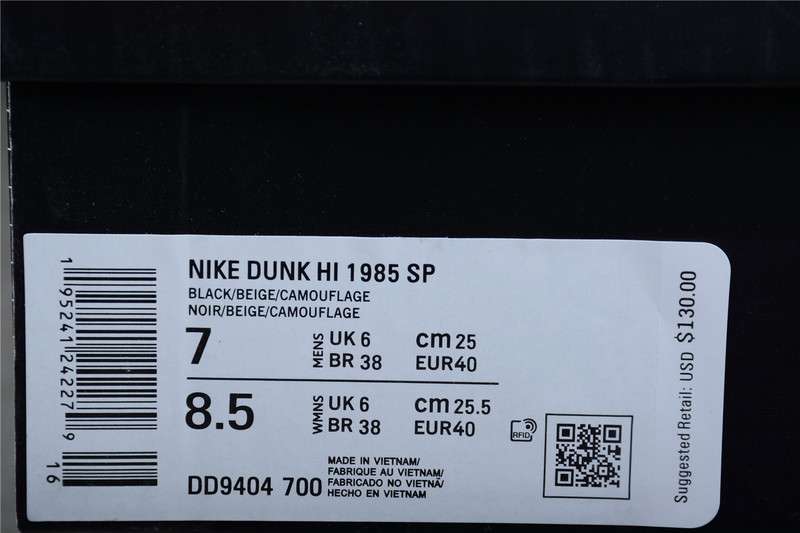 NIKE DUNK HI 1985 SP
BLACK/BEIGE/CAMOUFLAGE
NOIR/BEIGE/CAMOUFLAGE
7 MENS UK 6 cm 25
BR 38 EUR40
8.5 WMNS UK 6 cm 25.5
BR 38 EUR40
RFID
DD9404 700
MADE IN VIETNAM/
FABRIQUE AU VIETNAM/
FABRICADO NO VIETNÃ/
HECHO EN VIETNAM
1 95241 24227 9
16
Suggested Retail: USD $130.00